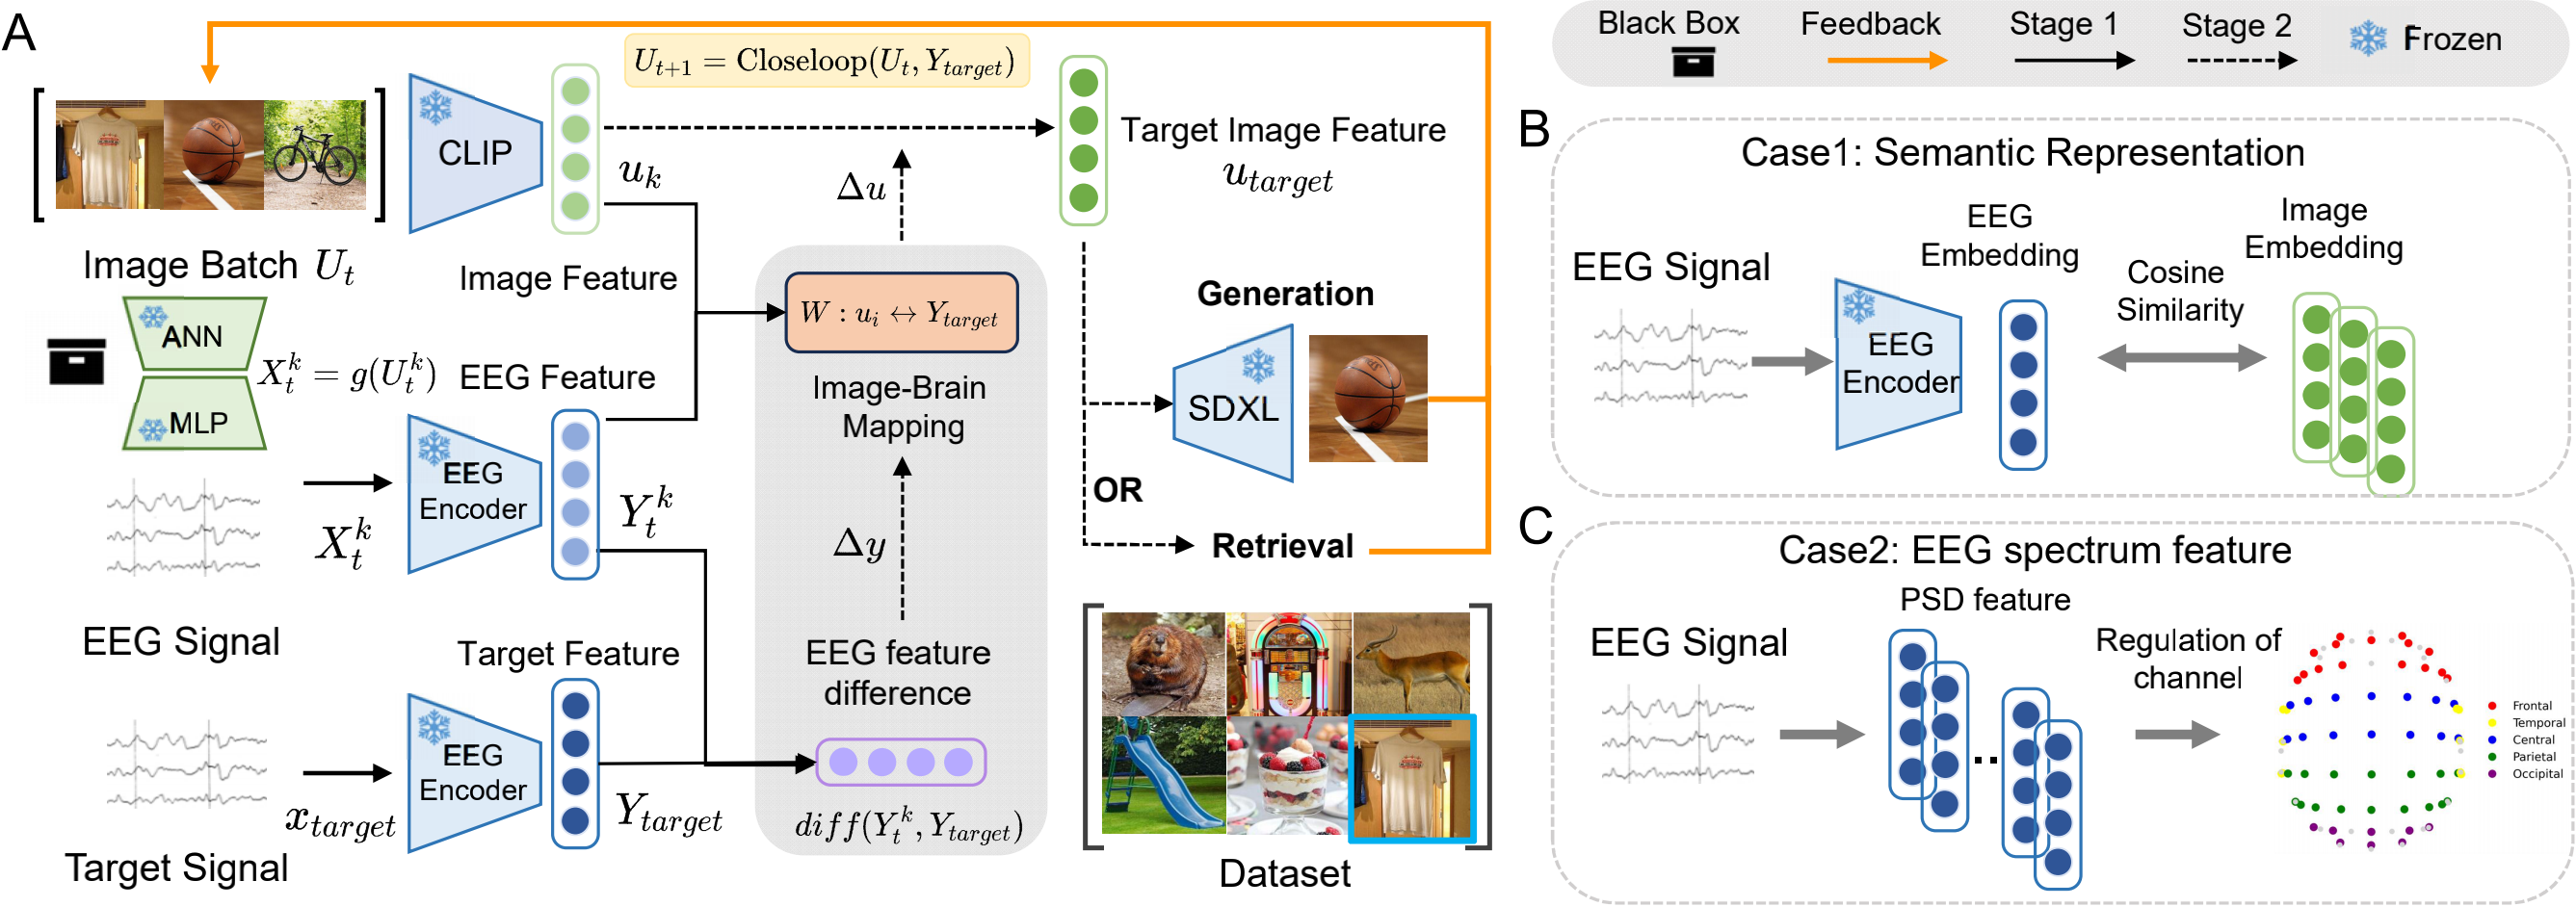 A
U_{t+1} = Closeloop(U_t, Y_{target})
CLIP
u_k
Δu
Target Image Feature
u_{target}
Image Batch U_t
Image Feature
ANN
MLP
X_t^k = g(U_t^k)
EEG Feature
W : u_i ↔ Y_{target}
Image-Brain
Mapping
Generation
SDXL
OR
Retrieval
EEG
Encoder
X_t^k
Y_t^k
Δy
EEG Signal
Target Feature
EEG feature
difference
EEG
Encoder
x_{target}
Y_{target}
diff(Y_t^k, Y_{target})
Target Signal
Dataset
Black Box
Feedback
Stage 1
Stage 2
Frozen
B
Case1: Semantic Representation
EEG Signal
EEG
Encoder
EEG
Embedding
Cosine
Similarity
Image
Embedding
C
Case2: EEG spectrum feature
EEG Signal
PSD feature
Regulation of
channel
Frontal
Temporal
Central
Parietal
Occipital